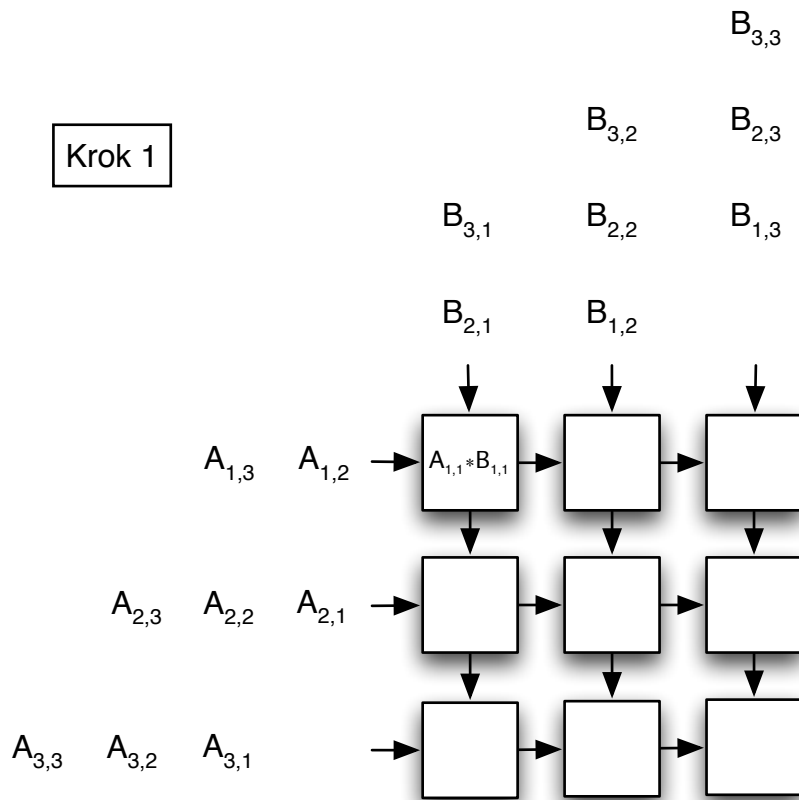 B3,3
Krok 1
B3,2 B2,3
B3,1 B2,2 B1,3
B2,1 B1,2
A1,3 A1,2 A1,1*B1,1
A2,3 A2,2 A2,1
A3,3 A3,2 A3,1